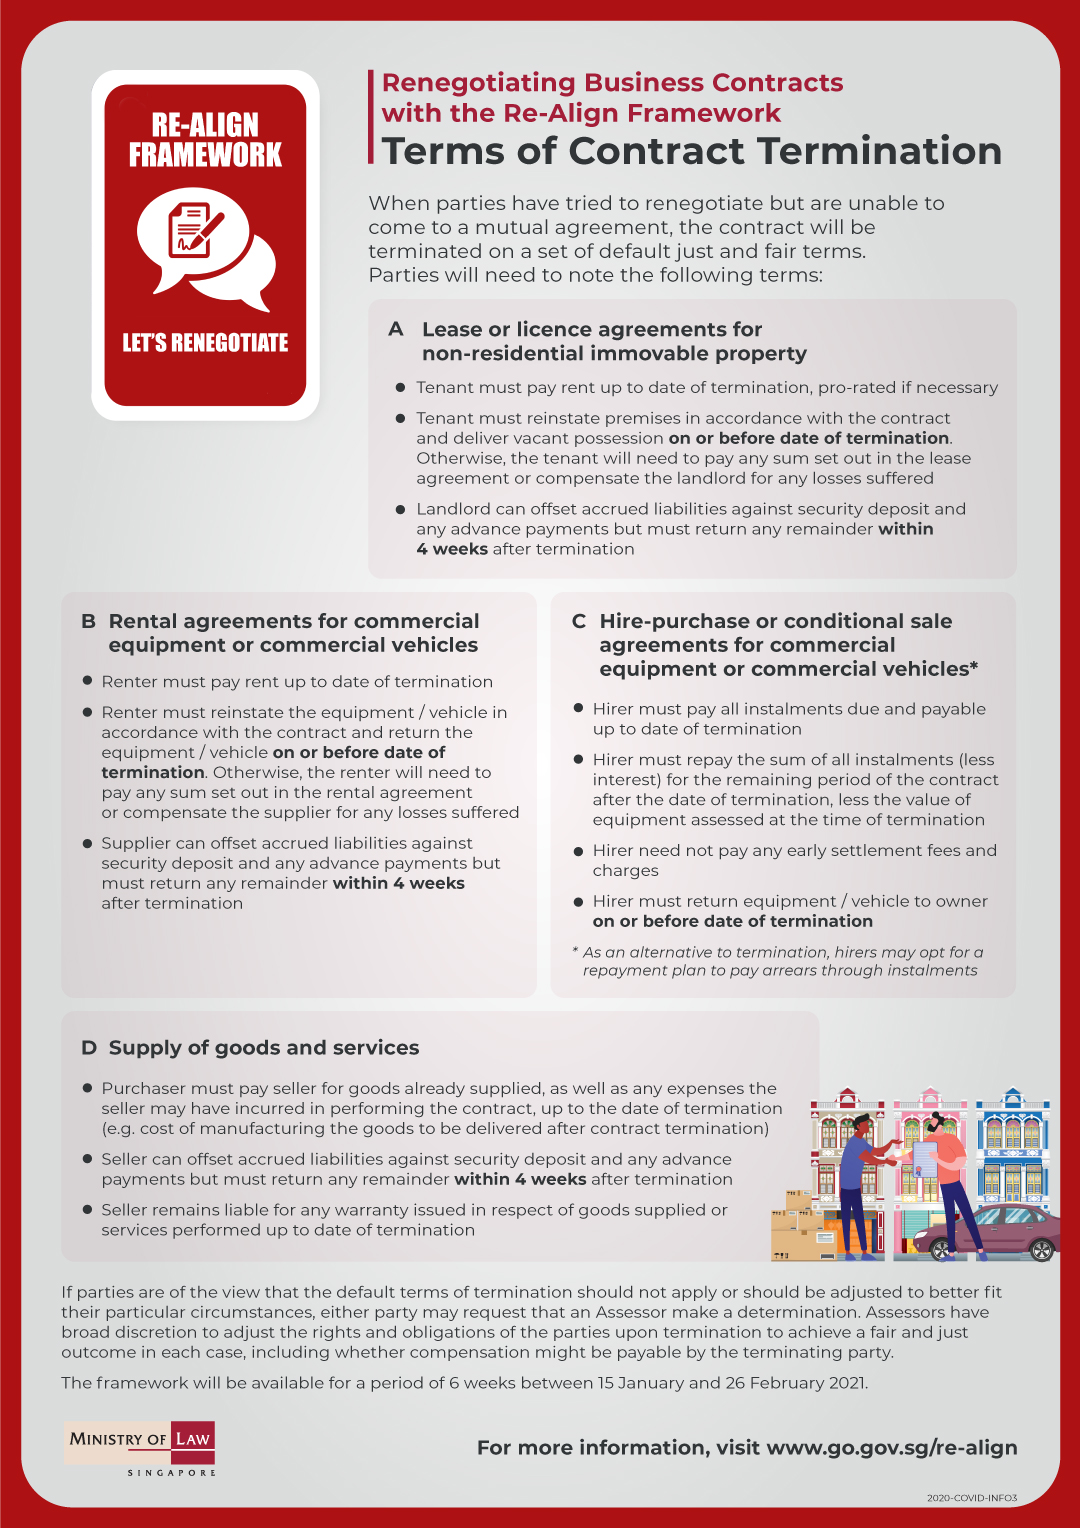 RE-ALIGN
FRAMEWORK
LET'S RENEGOTIATE
Renegotiating Business Contracts
with the Re-Align Framework
Terms of Contract Termination
When parties have tried to renegotiate but are unable to
come to a mutual agreement, the contract will be
terminated on a set of default just and fair terms.
Parties will need to note the following terms:
A Lease or licence agreements for
non-residential immovable property
● Tenant must pay rent up to date of termination, pro-rated if necessary
● Tenant must reinstate premises in accordance with the contract
and deliver vacant possession on or before date of termination.
Otherwise, the tenant will need to pay any sum set out in the lease
agreement or compensate the landlord for any losses suffered
● Landlord can offset accrued liabilities against security deposit and
any advance payments but must return any remainder within
4 weeks after termination
B Rental agreements for commercial
equipment or commercial vehicles
● Renter must pay rent up to date of termination
● Renter must reinstate the equipment / vehicle in
accordance with the contract and return the
equipment / vehicle on or before date of
termination. Otherwise, the renter will need to
pay any sum set out in the rental agreement
or compensate the supplier for any losses suffered
● Supplier can offset accrued liabilities against
security deposit and any advance payments but
must return any remainder within 4 weeks
after termination
C Hire-purchase or conditional sale
agreements for commercial
equipment or commercial vehicles*
● Hirer must pay all instalments due and payable
up to date of termination
● Hirer must repay the sum of all instalments (less
interest) for the remaining period of the contract
after the date of termination, less the value of
equipment assessed at the time of termination
● Hirer need not pay any early settlement fees and
charges
● Hirer must return equipment / vehicle to owner
on or before date of termination
* As an alternative to termination, hirers may opt for a
repayment plan to pay arrears through instalments
D Supply of goods and services
● Purchaser must pay seller for goods already supplied, as well as any expenses the
seller may have incurred in performing the contract, up to the date of termination
(e.g. cost of manufacturing the goods to be delivered after contract termination)
● Seller can offset accrued liabilities against security deposit and any advance
payments but must return any remainder within 4 weeks after termination
● Seller remains liable for any warranty issued in respect of goods supplied or
services performed up to date of termination
If parties are of the view that the default terms of termination should not apply or should be adjusted to better fit
their particular circumstances, either party may request that an Assessor make a determination. Assessors have
broad discretion to adjust the rights and obligations of the parties upon termination to achieve a fair and just
outcome in each case, including whether compensation might be payable by the terminating party.
The framework will be available for a period of 6 weeks between 15 January and 26 February 2021.
MINISTRY OF LAW
SINGAPORE
For more information, visit www.go.gov.sg/re-align
2020-COVID-INFO3